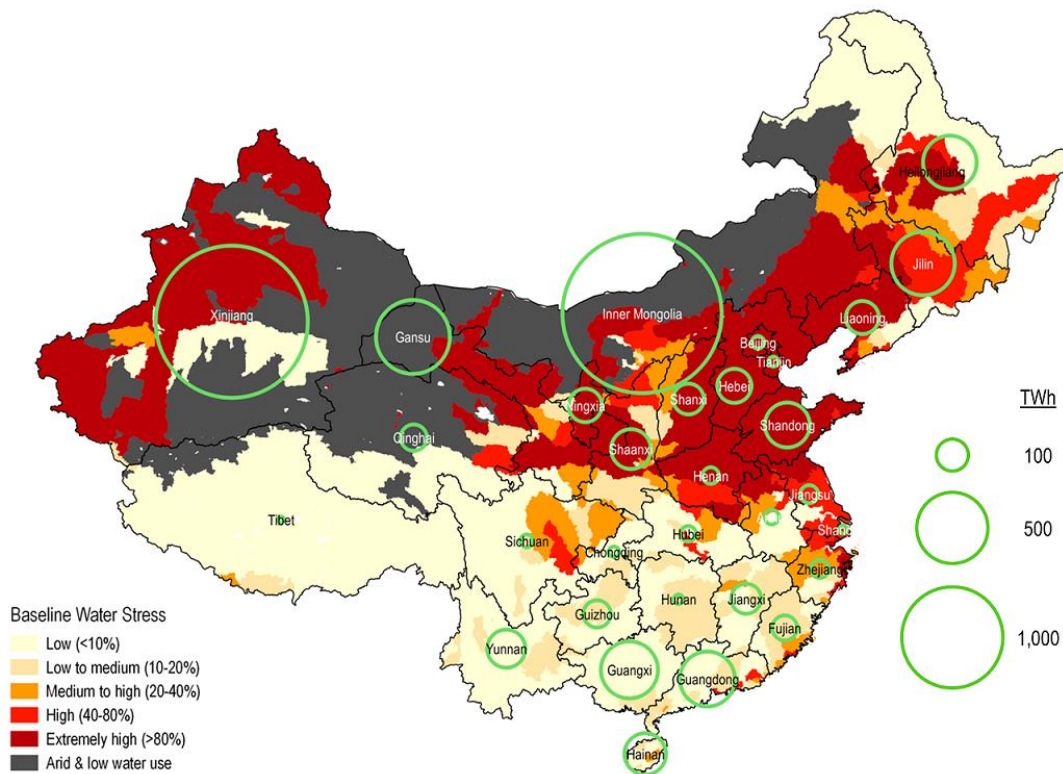 Heilongjiang
Jilin
Xinjiang
Inner Mongolia
Gansu
Liaoning
Beijing
Tianjin
Hebei
Ningxia
Shanxi
TWh
Shandong
Qinghai
Shaanxi
100
Henan
Jiangsu
Tibet
500
Sichuan
Hubei
Chongqing
Zhejiang
Baseline Water Stress
Hunan
Jiangxi
Guizhou
Low (<10%)
Fujian
1,000
Yunnan
Low to medium (10-20%)
Guangxi
Guangdong
Medium to high (20-40%)
High (40-80%)
Extremely high (>80%)
Hainan
Arid & low water use